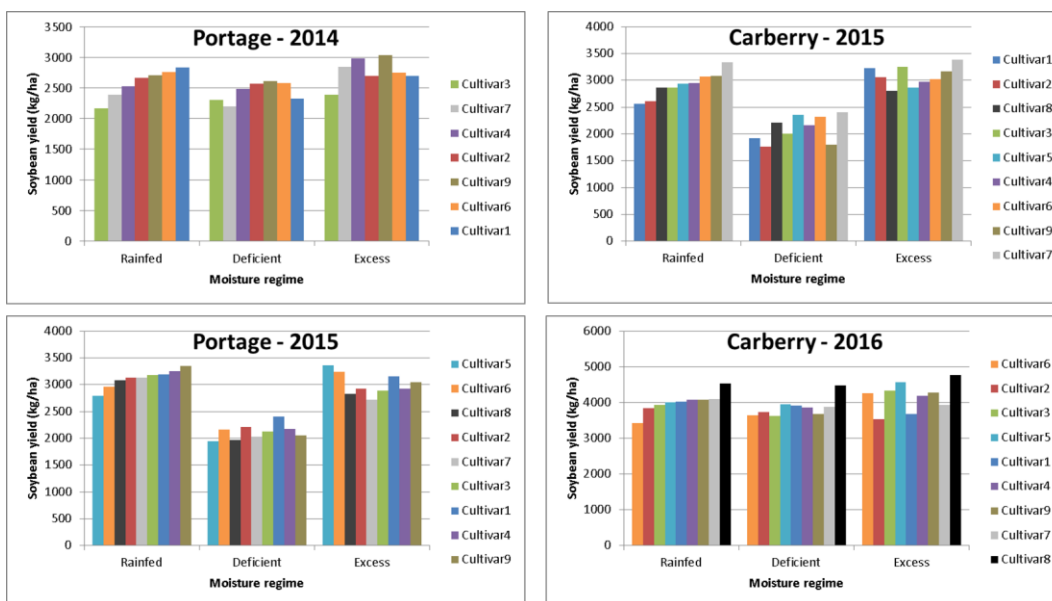 Portage - 2014
Soybean yield (kg/ha)
3500
3000
2500
2000
1500
1000
500
0
Rainfed Deficient Excess
Moisture regime
Cultivar3
Cultivar7
Cultivar4
Cultivar2
Cultivar9
Cultivar6
Cultivar1
Carberry - 2015
Soybean yield (kg/ha)
4000
3500
3000
2500
2000
1500
1000
500
0
Rainfed Deficient Excess
Moisture regime
Cultivar1
Cultivar2
Cultivar8
Cultivar3
Cultivar5
Cultivar4
Cultivar6
Cultivar9
Cultivar7
Portage - 2015
Soybean yield (kg/ha)
4000
3500
3000
2500
2000
1500
1000
500
0
Rainfed Deficient Excess
Moisture regime
Cultivar5
Cultivar6
Cultivar8
Cultivar2
Cultivar7
Cultivar3
Cultivar1
Cultivar4
Cultivar9
Carberry - 2016
Soybean yield (kg/ha)
6000
5000
4000
3000
2000
1000
0
Rainfed Deficient Excess
Moisture regime
Cultivar6
Cultivar2
Cultivar3
Cultivar5
Cultivar1
Cultivar4
Cultivar9
Cultivar7
Cultivar8